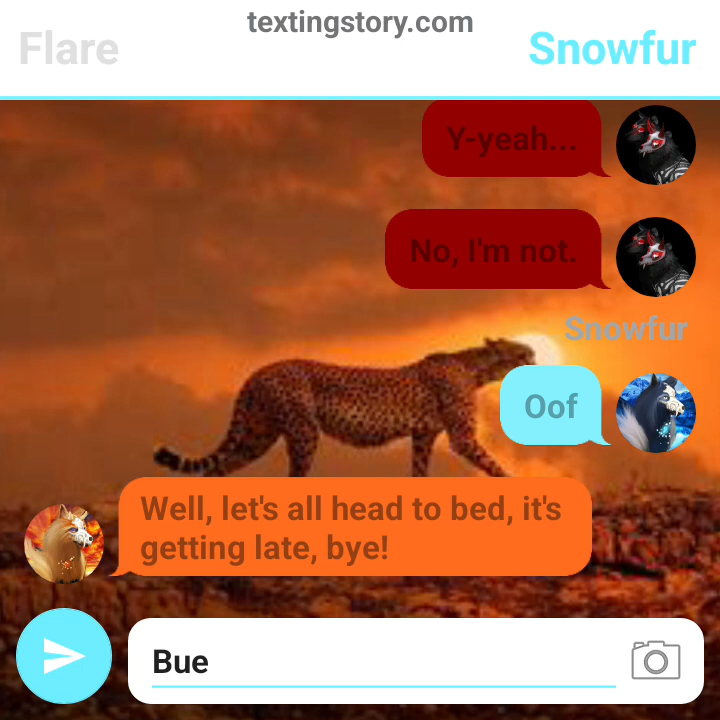 textingstory.com
Flare
Snowfur
Y-yeah...
No, I'm not.
Snowfur
Oof
Well, let's all head to bed, it's
getting late, bye!
Bue